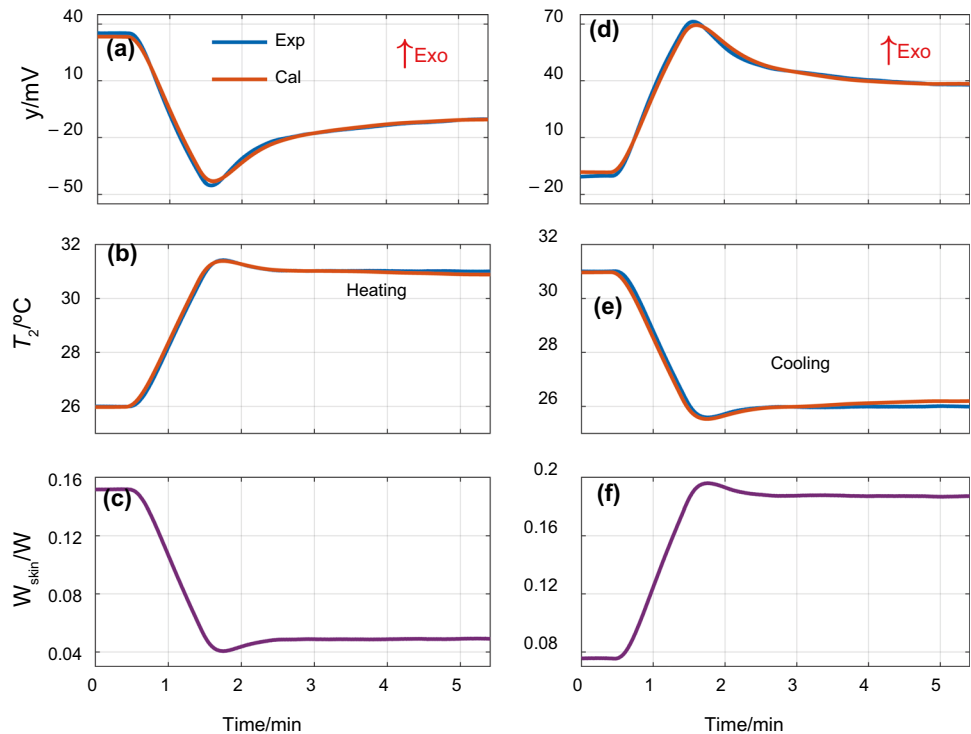 40
10
– 20
– 50
y/mV
(a)
Exp
Cal
Exo
70
40
10
– 20
(d)
Exo
32
30
28
26
T2/ºC
(b)
Heating
32
30
28
26
(e)
Cooling
0.16
0.12
0.08
0.04
Wskin/W
(c)
0.2
0.16
0.12
0.08
(f)
0 1 2 3 4 5
Time/min
0 1 2 3 4 5
Time/min